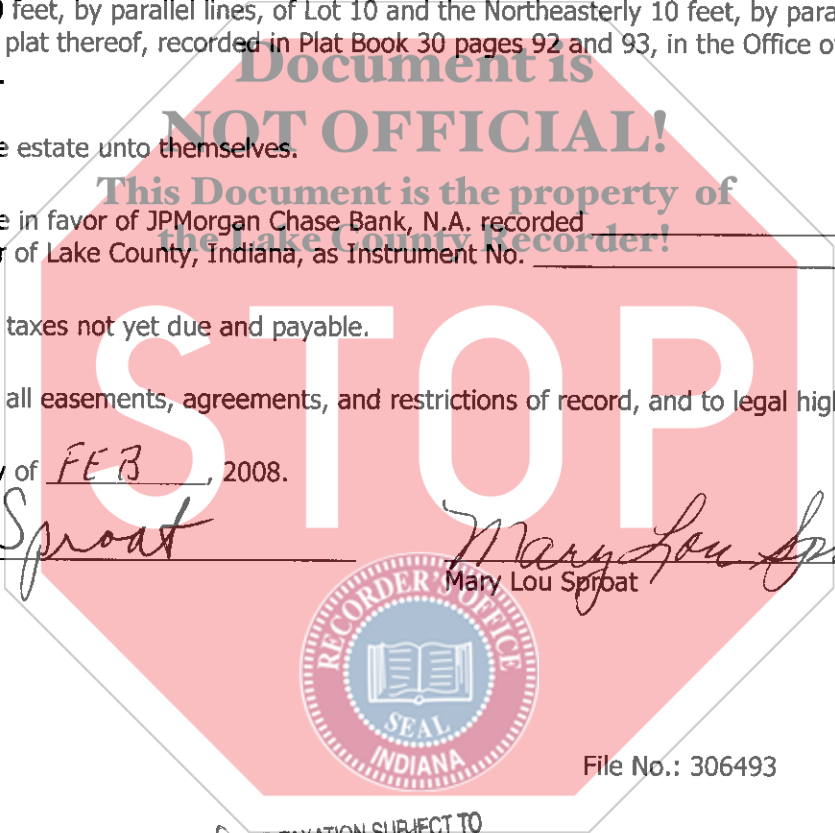 feet, by parallel lines, of Lot 10 and the Northeasterly 10 feet, by
plat thereof, recorded in Plat Book 30 pages 92 and 93, in the Office
Document is
NOT OFFICIAL!
estate unto themselves.
This Document is the property of
in favor of JPMorgan Chase Bank, N.A. recorded
the Lake County Recorder!
of Lake County, Indiana, as Instrument No.
taxes not yet due and payable.
STOP
all easements, agreements, and restrictions of record, and to legal
of FEB, 2008.
Sproat
Mary Lou
Mary Lou Sproat
RECORDER'S OFFICE
SEAL
INDIANA
File No.: 306493
TAXATION SUBJECT TO